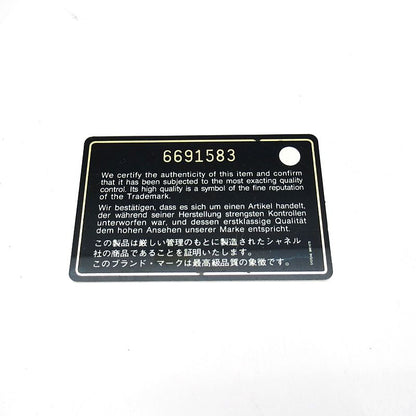 6691583
We certify the authenticity of this item and confirm
that it has been subjected to the most exacting quality
control. Its high quality is a symbol of the fine reputation
of the Trademark.
Wir bestätigen, dass es sich um einen Artikel handelt,
der während seiner Herstellung strengsten Kontrollen
unterworfen war, und dessen erstklassige Qualität
dem hohen Ansehen unserer Marke entspricht.
この製品は厳しい管理のもとに製造されたシャネル
社の商品であることを証明いたします。
このブランド・マークは最高級品質の象徴です。